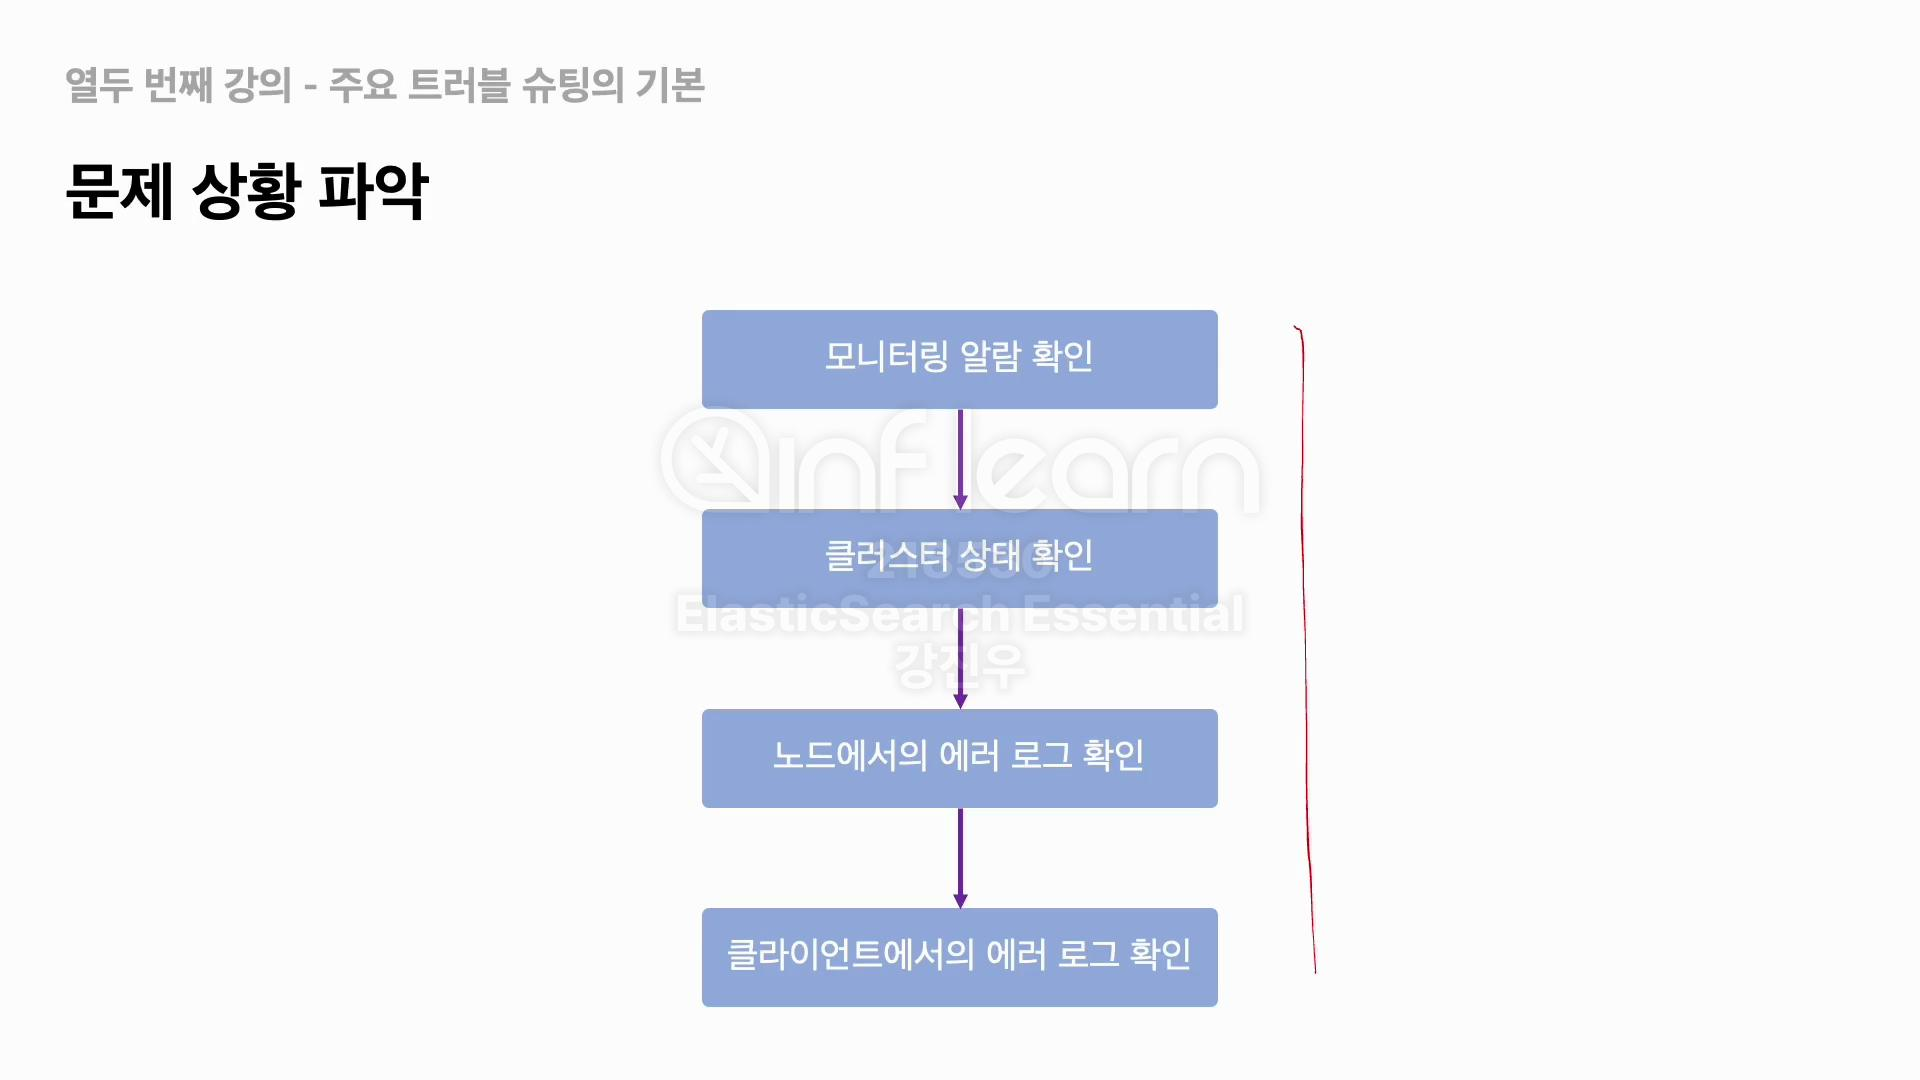 열두 번째 강의 - 주요 트러블 슈팅의 기본
문제 상황 파악
모니터링 알람 확인
inflearn
클러스터 상태 확인
ElasticSearch Essential
강진우
노드에서의 에러 로그 확인
클라이언트에서의 에러 로그 확인